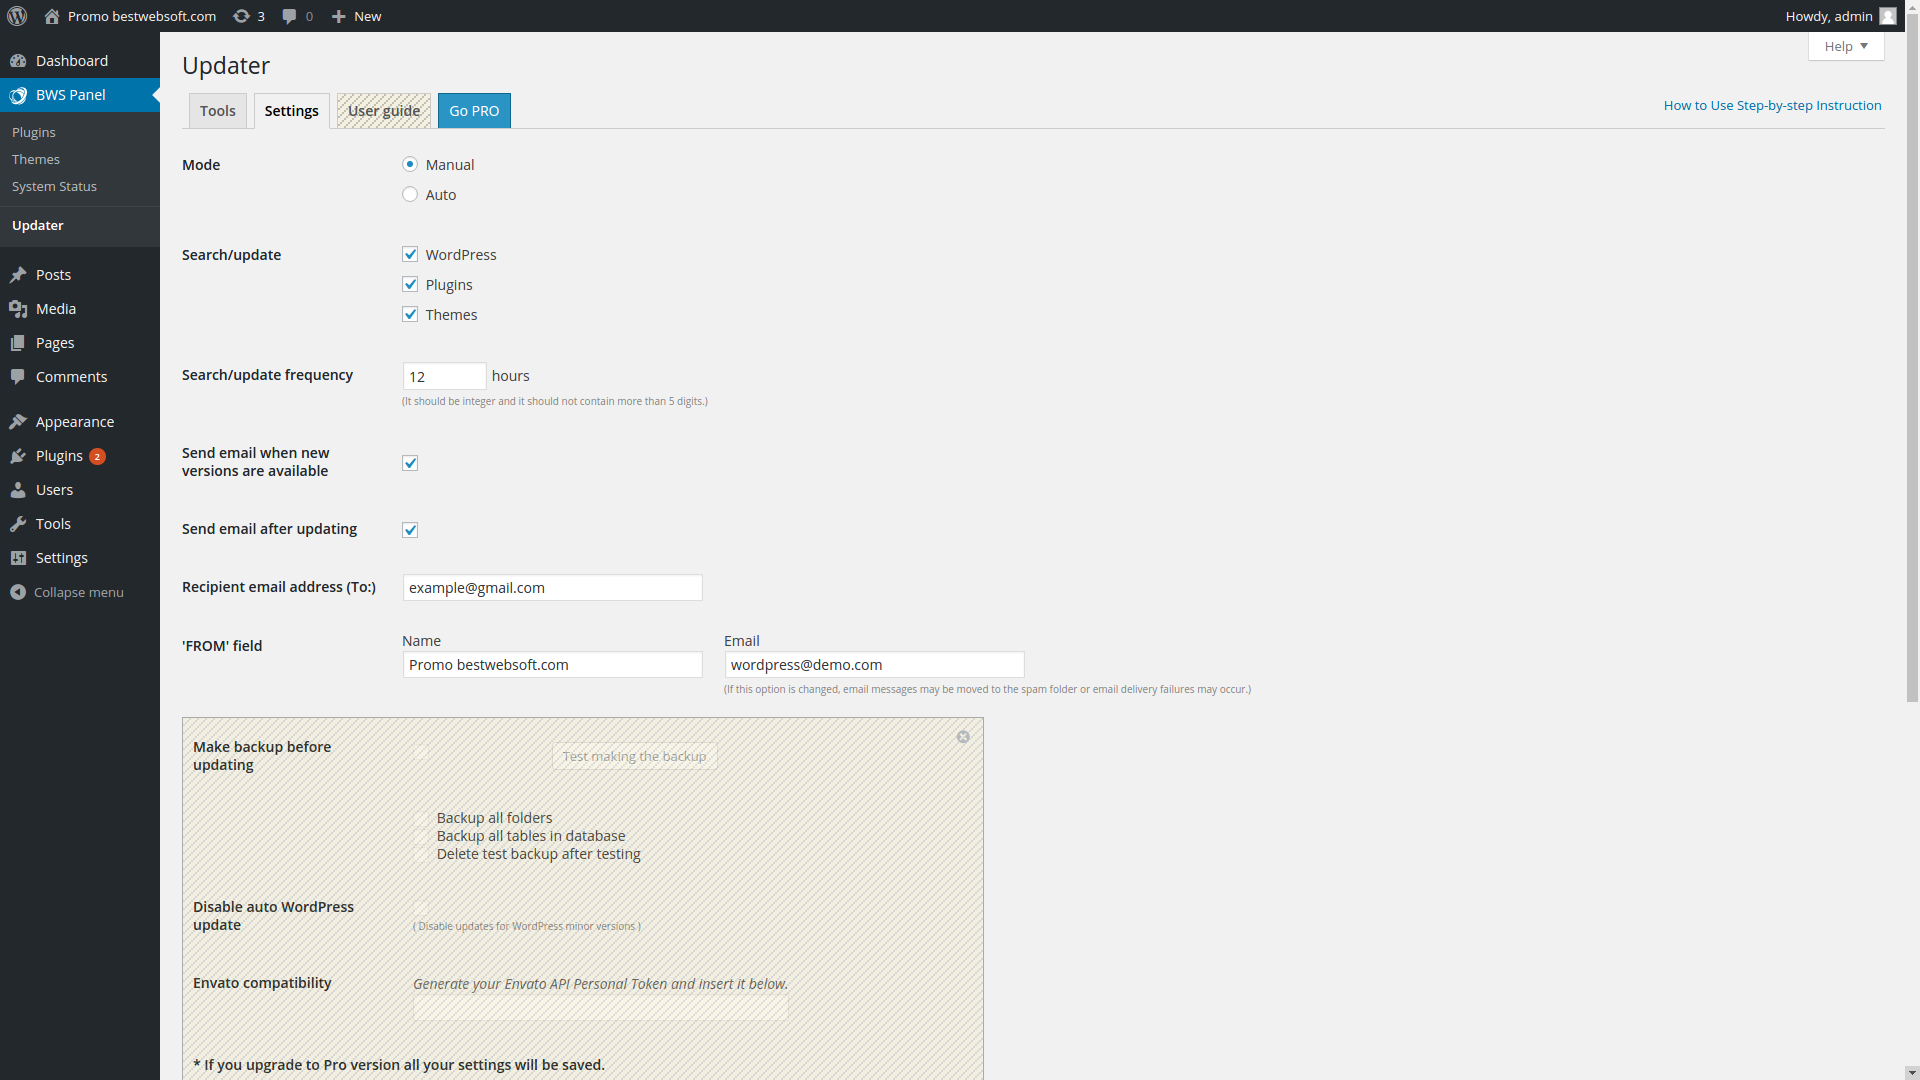 Promo bestwebsoft.com 3 0 New Howdy, admin
Help
Dashboard
BWS Panel
Plugins
Themes
System Status
Updater
Posts
Media
Pages
Comments
Appearance
Plugins 2
Users
Tools
Settings
Collapse menu
Updater
Tools Settings User guide Go PRO
How to Use Step-by-step Instruction
Mode
Manual
Auto
Search/update
WordPress
Plugins
Themes
Search/update frequency
12 hours
(It should be integer and it should not contain more than 5 digits.)
Send email when new
versions are available
Send email after updating
Recipient email address (To:)
example@gmail.com
'FROM' field
Name Email
Promo bestwebsoft.com wordpress@demo.com
(If this option is changed, email messages may be moved to the spam folder or email delivery failures may occur.)
Make backup before
updating
Test making the backup
Backup all folders
Backup all tables in database
Delete test backup after testing
Disable auto WordPress
update
( Disable updates for WordPress minor versions )
Envato compatibility
Generate your Envato API Personal Token and insert it below.
* If you upgrade to Pro version all your settings will be saved.